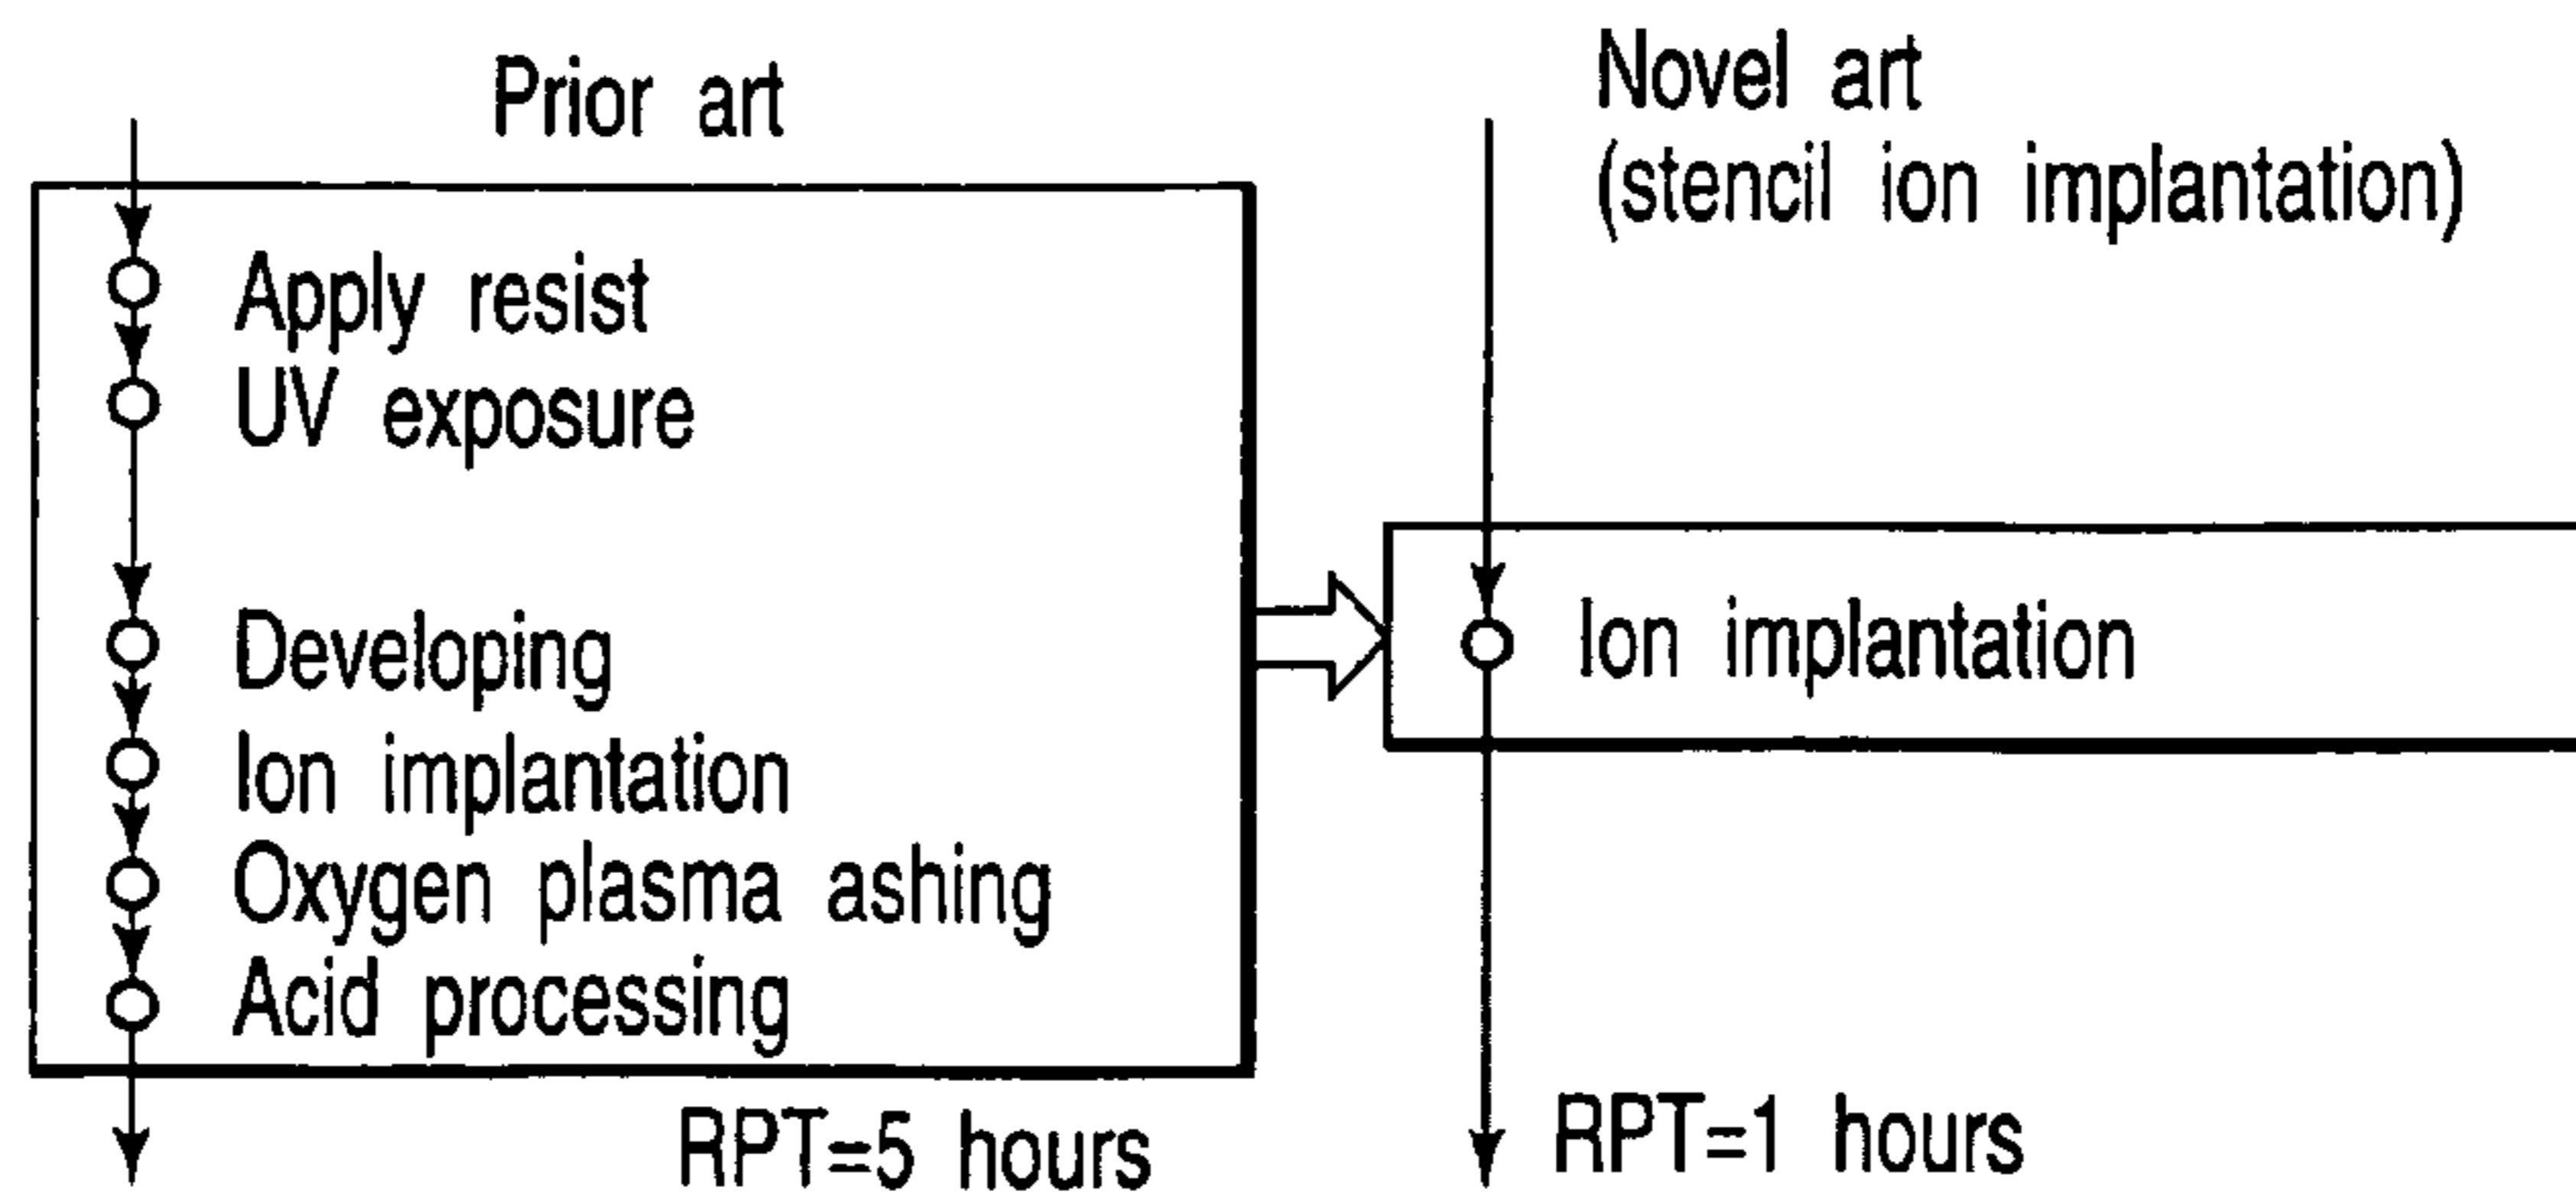 Prior art
Apply resist
UV exposure
Developing
Ion implantation
Oxygen plasma ashing
Acid processing
RPT=5 hours
Novel art
(stencil ion implantation)
Ion implantation
RPT=1 hours